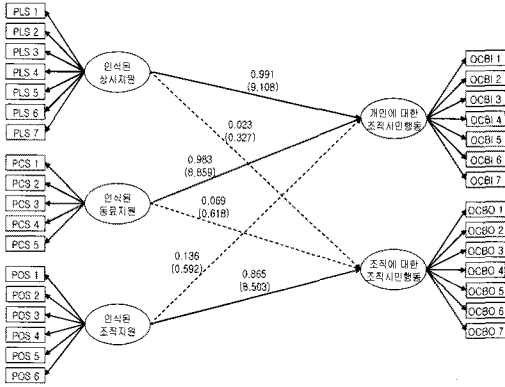 PLS 1
PLS 2
PLS 3
PLS 4
PLS 5
PLS 6
PLS 7
인식된
상사지원
PCS 1
PCS 2
PCS 3
PCS 4
PCS 5
인식된
동료지원
POS 1
POS 2
POS 3
POS 4
POS 5
POS 6
인식된
조직지원
0.991
(9.108)
0.023
(0.327)
0.983
(8.859)
0.069
(0.618)
0.136
(0.592)
0.865
(8.503)
개인에 대한
조직시민행동
OCBI 1
OCBI 2
OCBI 3
OCBI 4
OCBI 5
OCBI 6
OCBI 7
조직에 대한
조직시민행동
OCBO 1
OCBO 2
OCBO 3
OCBO 4
OCBO 5
OCBO 6
OCBO 7